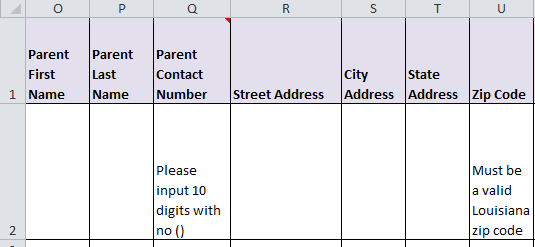 O P Q R S T U
1 Parent First Name Parent Last Name Parent Contact Number Street Address City Address State Address Zip Code
2 Please input 10 digits with no () Must be a valid Louisiana zip code